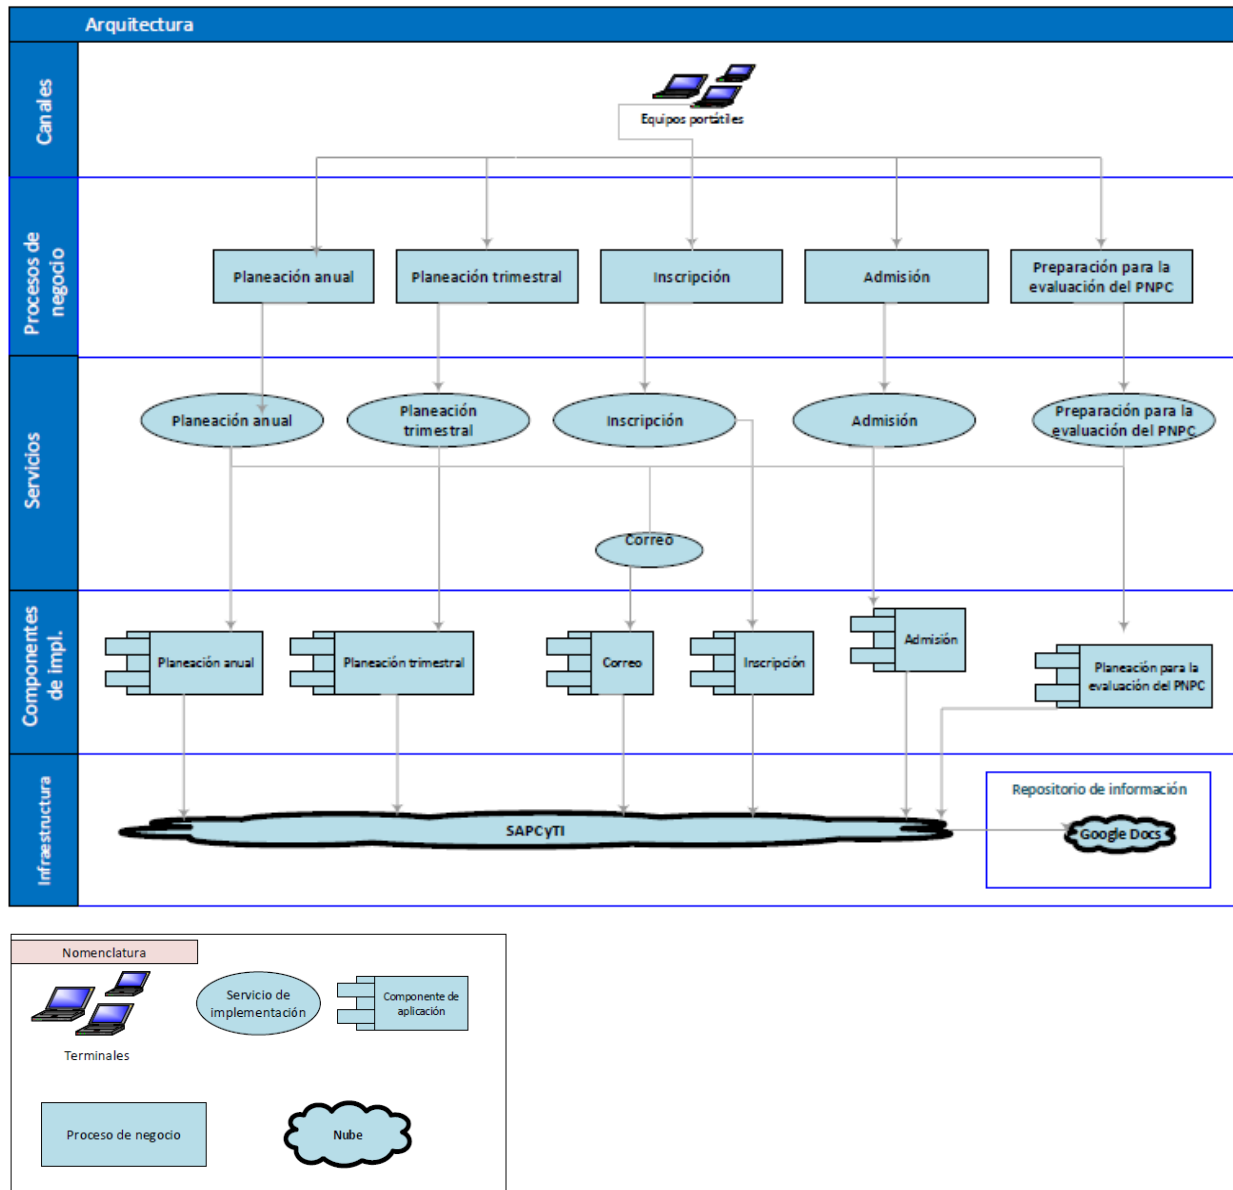 Arquitectura
Canales
Equipos portátiles
Procesos de
negocio
Planeación anual
Planeación trimestral
Inscripción
Admisión
Preparación para la
evaluación del PNPC
Servicios
Planeación anual
Planeación
trimestral
Inscripción
Admisión
Preparación para la
evaluación del PNPC
Correo
Componentes
de impl.
Planeación anual
Planeación trimestral
Correo
Inscripción
Admisión
Planeación para la
evaluación del PNPC
Infraestructura
SAPCyTI
Repositorio de información
Google Docs
Nomenclatura
Terminales
Servicio de
implementación
Componente de
aplicación
Proceso de negocio
Nube